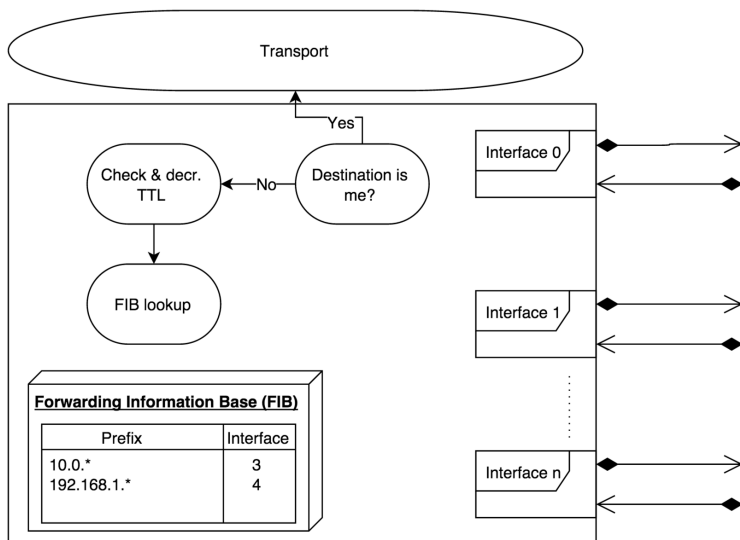 Transport
Yes
Check & decr.
TTL
No
Destination is
me?
Interface 0
FIB lookup
Interface 1
Forwarding Information Base (FIB)
Prefix Interface
10.0.* 3
192.168.1.* 4
Interface n